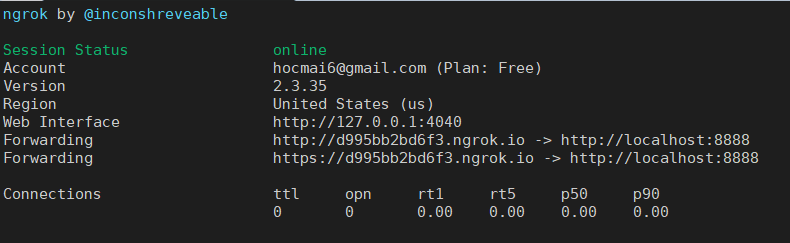 ngrok by @inconshreveable
Session Status online
Account hocmai6@gmail.com (Plan: Free)
Version 2.3.35
Region United States (us)
Web Interface http://127.0.0.1:4040
Forwarding http://d995bb2bd6f3.ngrok.io -> http://localhost:8888
Forwarding https://d995bb2bd6f3.ngrok.io -> http://localhost:8888
Connections ttl opn rt1 rt5 p50 p90
0 0 0.00 0.00 0.00 0.00